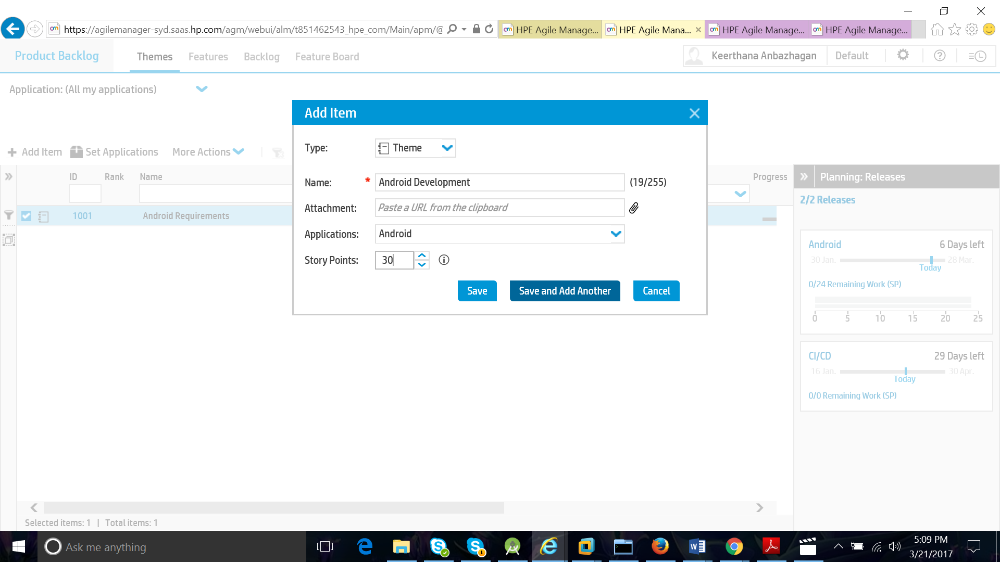 https://agilemanager-syd.saas.hp.com/agm/webui/alm/t851462543_hpe_com/Main/apm/@
HPE Agile Manage...
HPE Agile Mana...
HPE Agile Manage...
HPE Agile Manage...
Product Backlog
Themes
Features
Backlog
Feature Board
Keerthana Anbazhagan
Default
Application: (All my applications)
Add Item
Set Applications
More Actions
ID
Rank
Name
Progress
1001
Android Requirements
Add Item
Type:
Theme
Name:
*
Android Development
(19/255)
Attachment:
Paste a URL from the clipboard
Applications:
Android
Story Points:
30
Save
Save and Add Another
Cancel
Planning: Releases
2/2 Releases
Android
6 Days left
30 Jan.
28 Mar.
Today
0/24 Remaining Work (SP)
0 5 10 15 20 25
CI/CD
29 Days left
16 Jan.
30 Apr.
Today
0/0 Remaining Work (SP)
Selected items: 1 | Total items: 1
Ask me anything
5:09 PM
3/21/2017